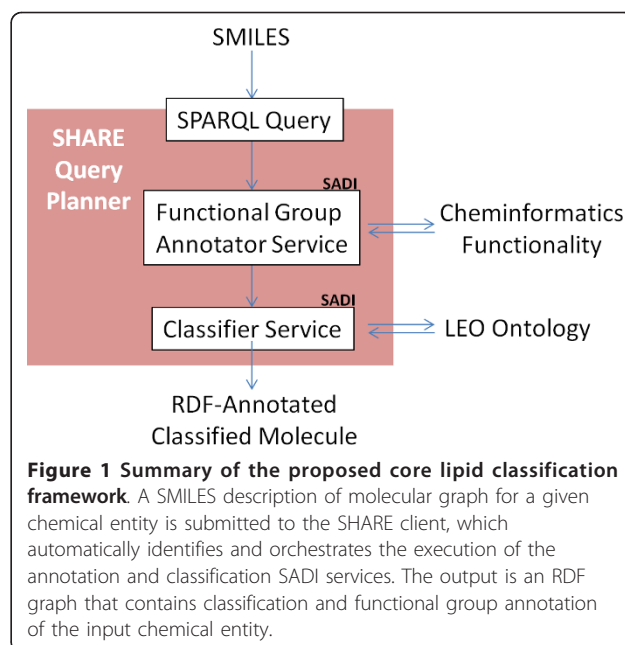 SMILES
SPARQL Query
SHARE
Query
Planner
SADI
Functional Group
Annotator Service
Cheminformatics
Functionality
SADI
Classifier Service
LEO Ontology
RDF-Annotated
Classified Molecule
Figure 1 Summary of the proposed core lipid classification
framework. A SMILES description of molecular graph for a given
chemical entity is submitted to the SHARE client, which
automatically identifies and orchestrates the execution of the
annotation and classification SADI services. The output is an RDF
graph that contains classification and functional group annotation
of the input chemical entity.